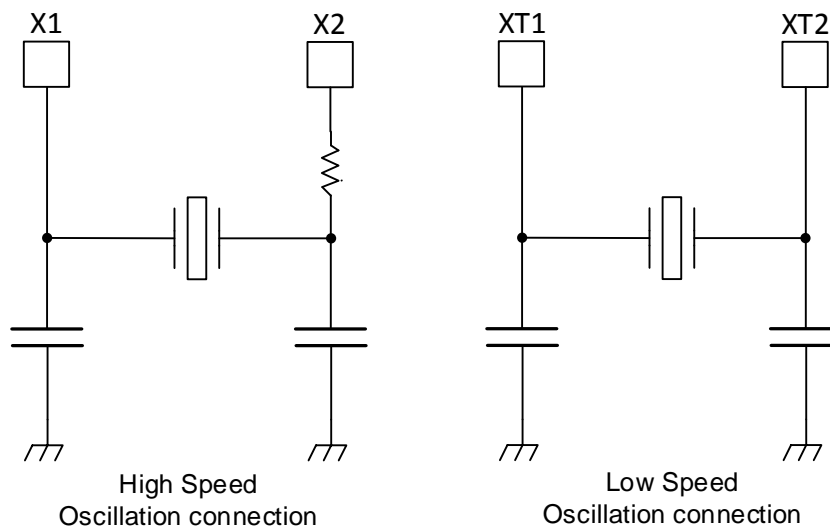 X1
X2
XT1
XT2
High Speed
Oscillation connection
Low Speed
Oscillation connection